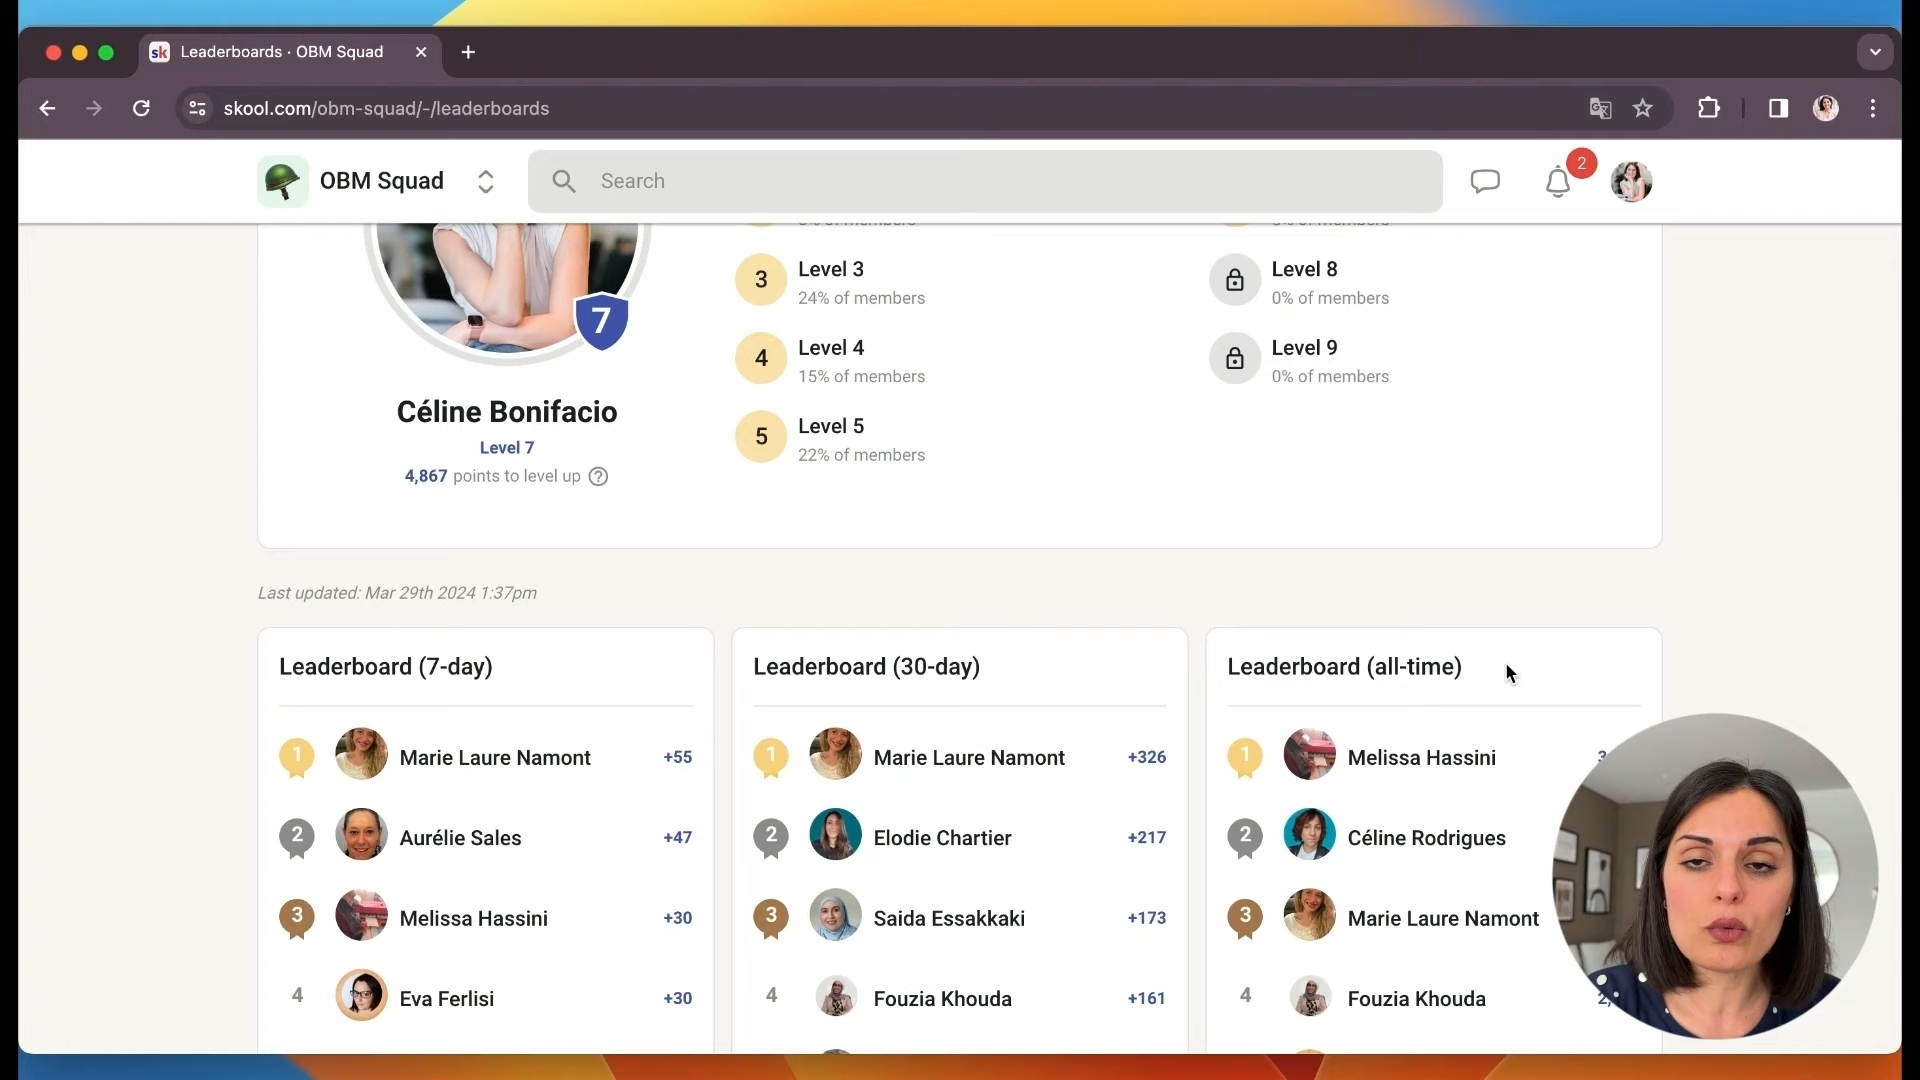 sk Leaderboards · OBM Squad
skool.com/obm-squad/-/leaderboards
OBM Squad
Search
2
3
Level 3
24% of members
Level 8
0% of members
4
Level 4
15% of members
Level 9
0% of members
5
Level 5
22% of members
7
Céline Bonifacio
Level 7
4,867 points to level up ?
Last updated: Mar 29th 2024 1:37pm
Leaderboard (7-day)
1 Marie Laure Namont +55
2 Aurélie Sales +47
3 Melissa Hassini +30
4 Eva Ferlisi +30
Leaderboard (30-day)
1 Marie Laure Namont +326
2 Elodie Chartier +217
3 Saida Essakkaki +173
4 Fouzia Khouda +161
Leaderboard (all-time)
1 Melissa Hassini
2 Céline Rodrigues
3 Marie Laure Namont
4 Fouzia Khouda